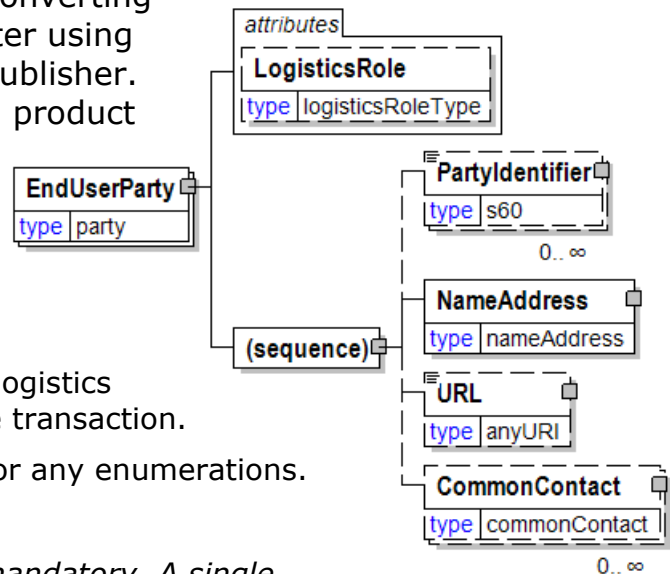 onverting
ter using
ublisher.
product
attributes
LogisticsRole
type logisticsRoleType
EndUserParty
type party
PartyIdentifier
type s60
0.. ∞
NameAddress
type nameAddress
(sequence)
URL
type anyURI
ogistics
e transaction.
or any enumerations.
CommonContact
type commonContact
0.. ∞
mandatory. A single